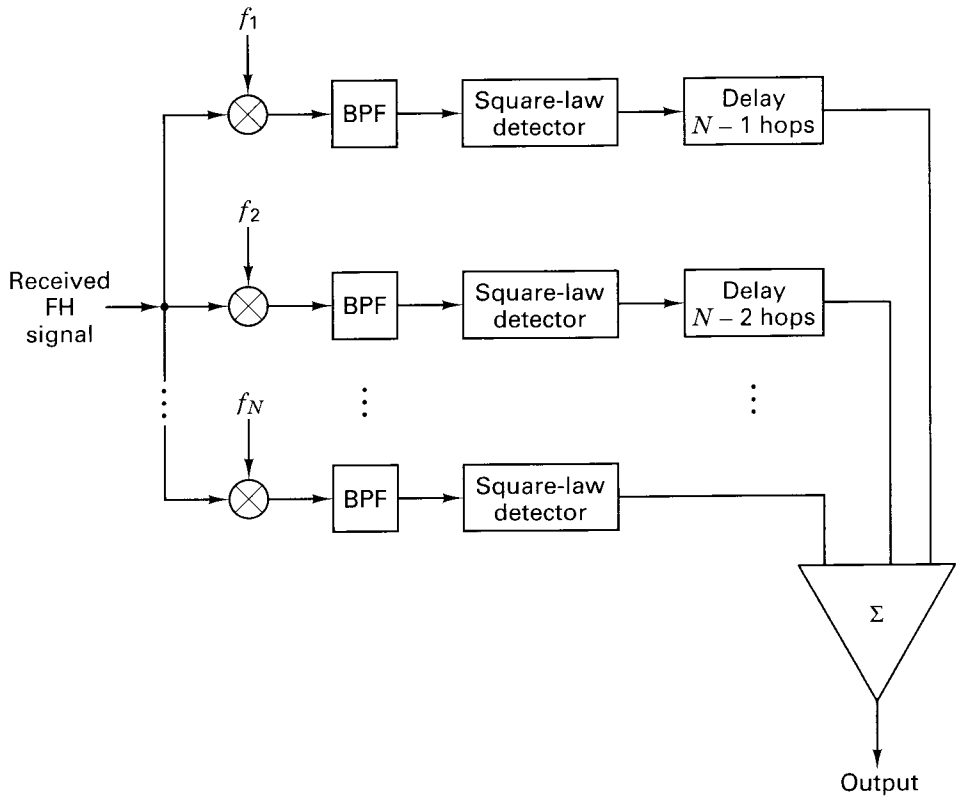 f1
BPF
Square-law
detector
Delay
N – 1 hops
f2
Received
FH
signal
BPF
Square-law
detector
Delay
N – 2 hops
fN
BPF
Square-law
detector
Σ
Output